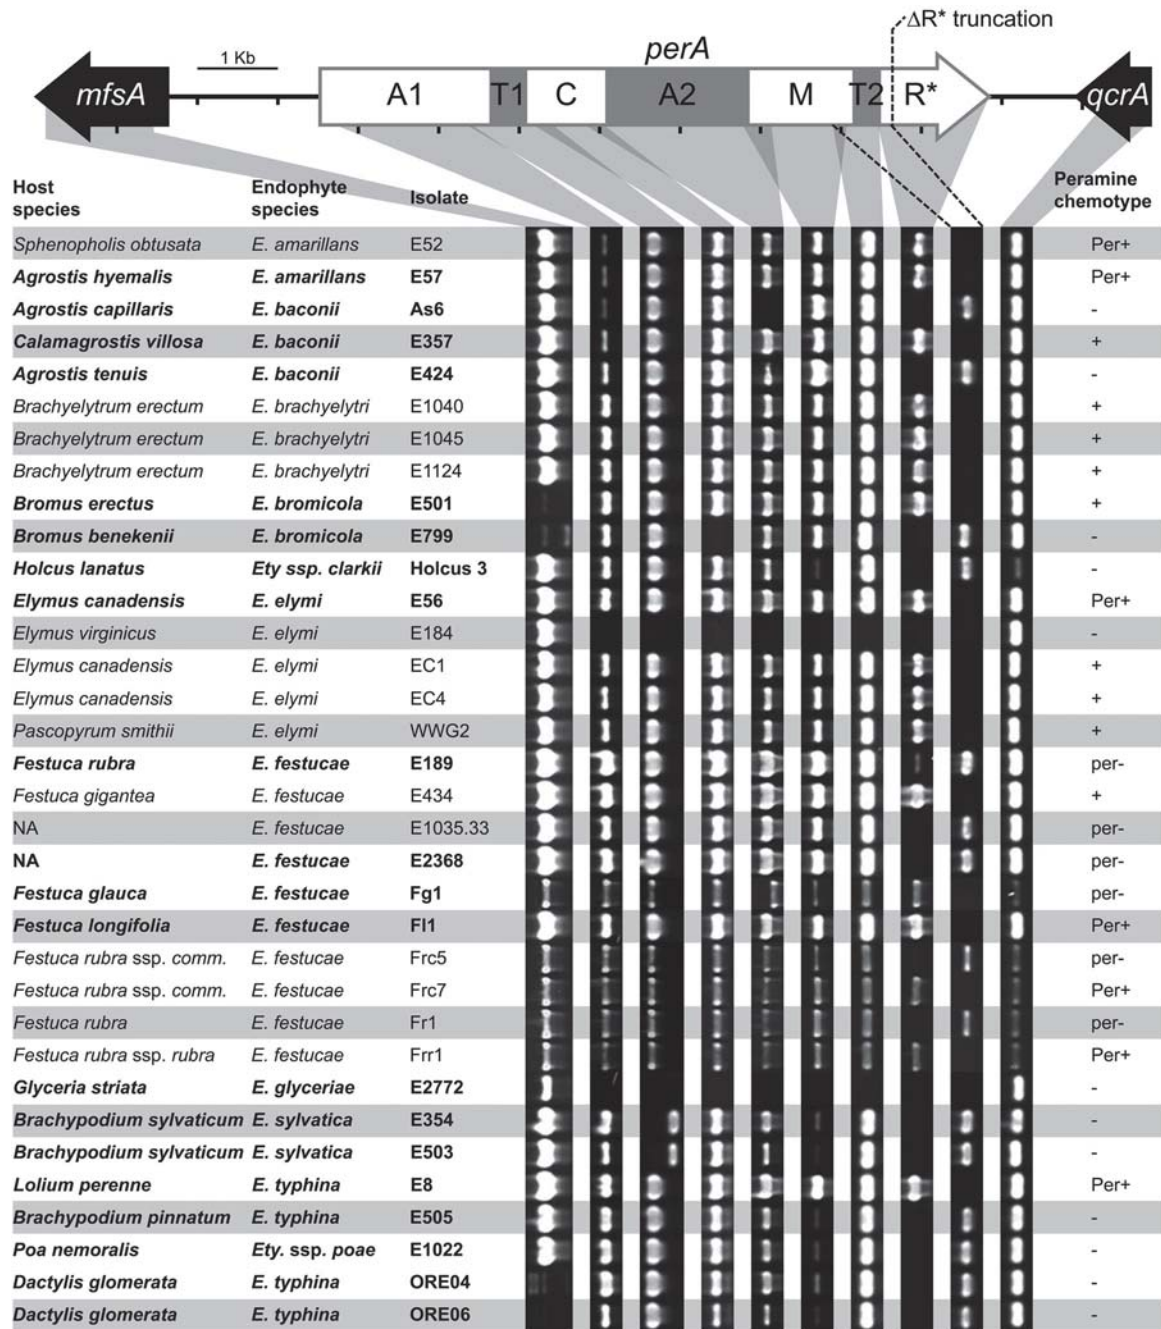 ΔR* truncation
1 Kb
perA
mfsA A1 T1 C A2 M T2 R* qcrA
Host species Endophyte species Isolate Peramine chemotype
Sphenopholis obtusata E. amarillans E52 Per+
Agrostis hyemalis E. amarillans E57 Per+
Agrostis capillaris E. baconii As6 -
Calamagrostis villosa E. baconii E357 +
Agrostis tenuis E. baconii E424 -
Brachyelytrum erectum E. brachyelytri E1040 +
Brachyelytrum erectum E. brachyelytri E1045 +
Brachyelytrum erectum E. brachyelytri E1124 +
Bromus erectus E. bromicola E501 +
Bromus benekenii E. bromicola E799 -
Holcus lanatus Ety ssp. clarkii Holcus 3 -
Elymus canadensis E. elymi E56 Per+
Elymus virginicus E. elymi E184 -
Elymus canadensis E. elymi EC1 +
Elymus canadensis E. elymi EC4 +
Pascopyrum smithii E. elymi WWG2 +
Festuca rubra E. festucae E189 per-
Festuca gigantea E. festucae E434 +
NA E. festucae E1035.33 per-
NA E. festucae E2368 per-
Festuca glauca E. festucae Fg1 per-
Festuca longifolia E. festucae Fl1 Per+
Festuca rubra ssp. comm. E. festucae Frc5 per-
Festuca rubra ssp. comm. E. festucae Frc7 Per+
Festuca rubra E. festucae Fr1 per-
Festuca rubra ssp. rubra E. festucae Frr1 Per+
Glyceria striata E. glyceriae E2772 -
Brachypodium sylvaticum E. sylvatica E354 -
Brachypodium sylvaticum E. sylvatica E503 -
Lolium perenne E. typhina E8 Per+
Brachypodium pinnatum E. typhina E505 -
Poa nemoralis Ety. ssp. poae E1022 -
Dactylis glomerata E. typhina ORE04 -
Dactylis glomerata E. typhina ORE06 -